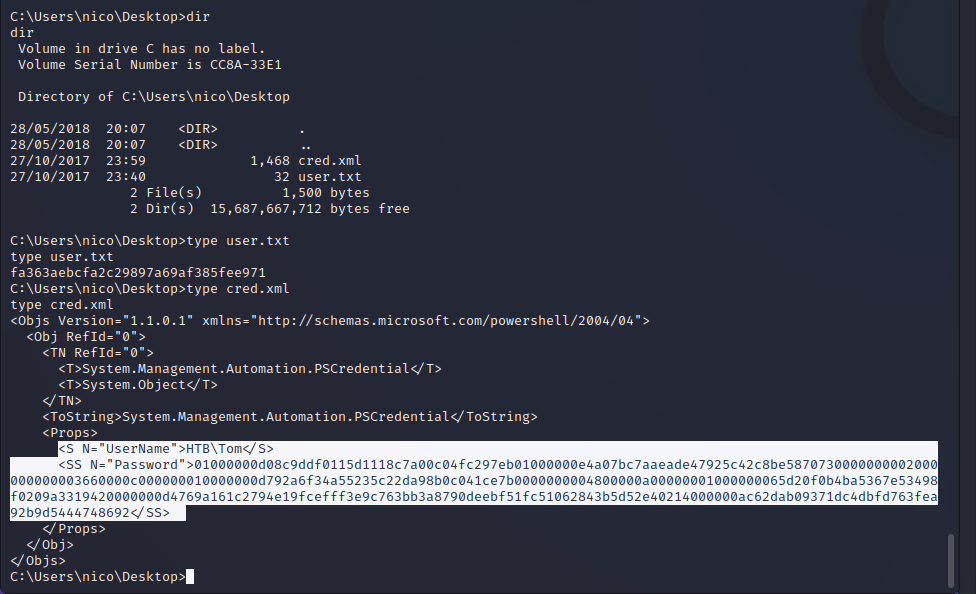 C:\Users\nico\Desktop>dir
dir
 Volume in drive C has no label.
 Volume Serial Number is CC8A-33E1

 Directory of C:\Users\nico\Desktop

28/05/2018  20:07    <DIR>          .
28/05/2018  20:07    <DIR>          ..
27/10/2017  23:59             1,468 cred.xml
27/10/2017  23:40                32 user.txt
               2 File(s)          1,500 bytes
               2 Dir(s)  15,687,667,712 bytes free

C:\Users\nico\Desktop>type user.txt
type user.txt
fa363aebcfa2c29897a69af385fee971
C:\Users\nico\Desktop>type cred.xml
type cred.xml
<Objs Version="1.1.0.1" xmlns="http://schemas.microsoft.com/powershell/2004/04">
  <Obj RefId="0">
    <TN RefId="0">
      <T>System.Management.Automation.PSCredential</T>
      <T>System.Object</T>
    </TN>
    <ToString>System.Management.Automation.PSCredential</ToString>
    <Props>
      <S N="UserName">HTB\Tom</S>
      <SS N="Password">01000000d08c9ddf0115d1118c7a00c04fc297eb01000000e4a07bc7aaeade47925c42c8be5870730000000002000
000000003660000c000000010000000d792a6f34a55235c22da98b0c041ce7b0000000004800000a00000001000000065d20f0b4ba5367e53498
f0209a3319420000000d4769a161c2794e19fcefff3e9c763bb3a8790deebf51fc51062843b5d52e40214000000ac62dab09371dc4dbfd763fea
92b9d5444748692</SS>
    </Props>
  </Obj>
</Objs>
C:\Users\nico\Desktop>